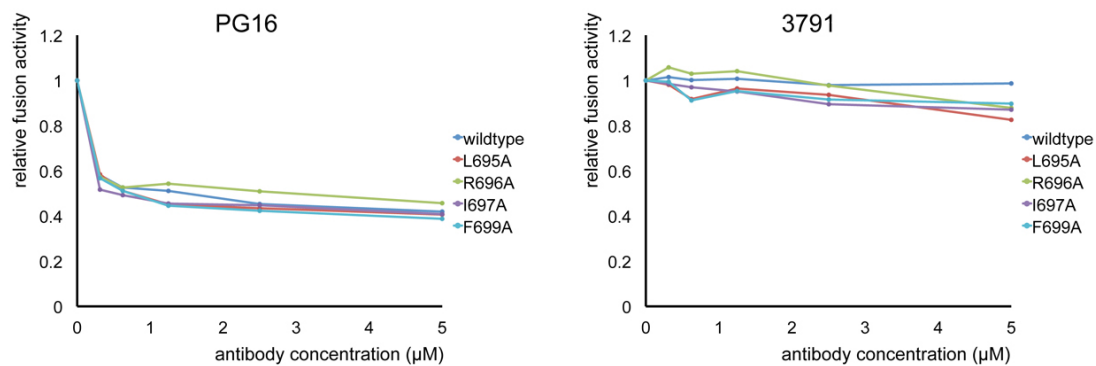 PG16
relative fusion activity
1.2
1
0.8
0.6
0.4
0.2
0
0 1 2 3 4 5
antibody concentration (µM)
wildtype
L695A
R696A
I697A
F699A
3791
relative fusion activity
1.2
1
0.8
0.6
0.4
0.2
0
0 1 2 3 4 5
antibody concentration (µM)
wildtype
L695A
R696A
I697A
F699A